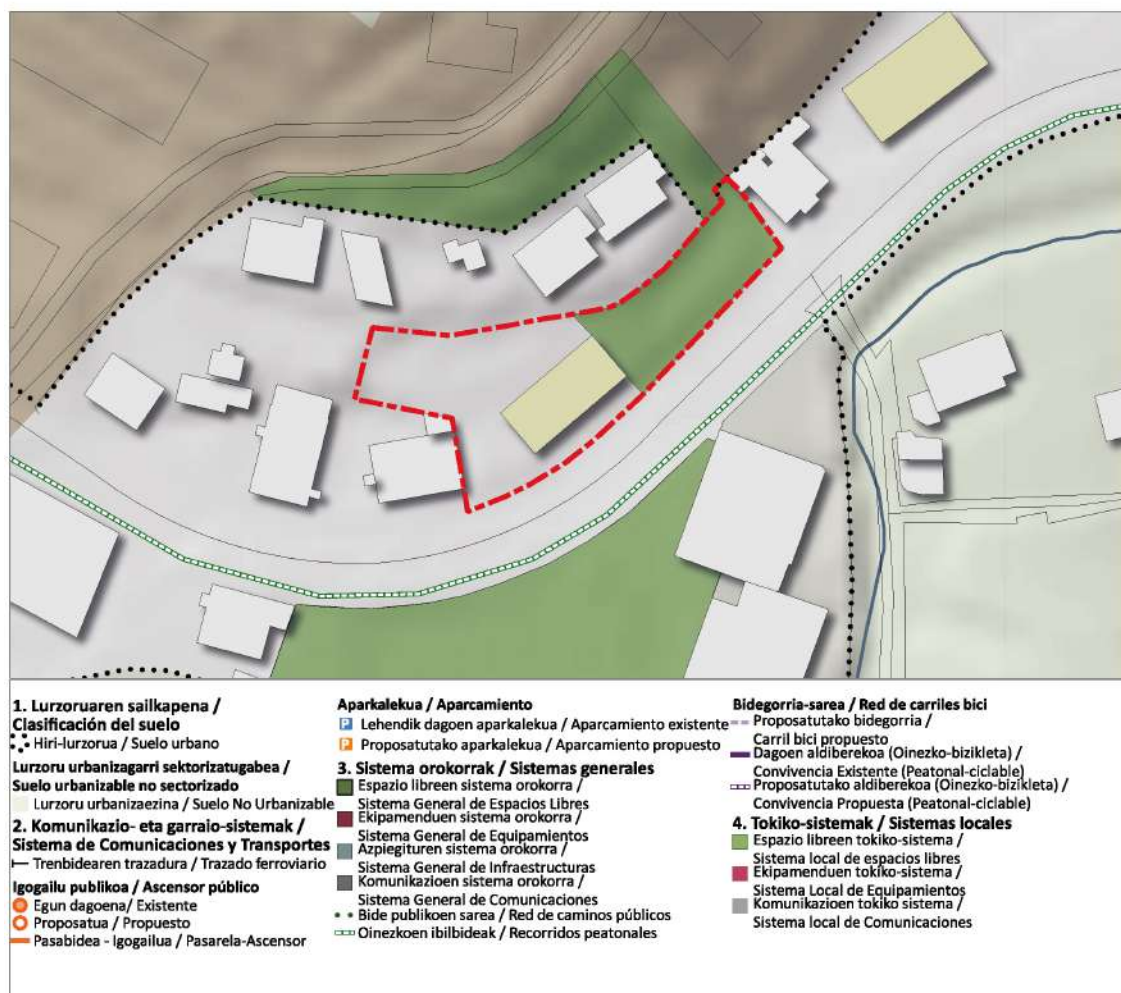 1. Lurzoruaren sailkapena /
Clasificación del suelo
Hiri-lurzorua / Suelo urbano
Lurzoru urbanizagarri sektorizatugabea /
Suelo urbanizable no sectorizado
Lurzoru urbanizaezina / Suelo No Urbanizable
2. Komunikazio- eta garraio-sistemak /
Sistema de Comunicaciones y Transportes
Trenbidearen trazadura / Trazado ferroviario
Igogailu publikoa / Ascensor público
Egun dagoena/ Existente
Proposatua / Propuesto
Pasabidea - Igogailua / Pasarela-Ascensor
Aparkalekua / Aparcamiento
P Lehendik dagoen aparkalekua / Aparcamiento existente
P Proposatutako aparkalekua / Aparcamiento propuesto
3. Sistema orokorrak / Sistemas generales
Espazio libreen sistema orokorra /
Sistema General de Espacios Libres
Ekipamenduen sistema orokorra /
Sistema General de Equipamientos
Azpiegituren sistema orokorra /
Sistema General de Infraestructuras
Komunikazioen sistema orokorra /
Sistema General de Comunicaciones
Bide publikoen sarea / Red de caminos públicos
Oinezkoen ibilbideak / Recorridos peatonales
Bidegorria-sarea / Red de carriles bici
Proposatutako bidegorria /
Carril bici propuesto
Dagoen aldiberekoa (Oinezko-bizikleta) /
Convivencia Existente (Peatonal-ciclable)
Proposatutako aldiberekoa (Oinezko-bizikleta) /
Convivencia Propuesta (Peatonal-ciclable)
4. Tokiko-sistemak / Sistemas locales
Espazio libreen tokiko-sistema /
Sistema local de espacios libres
Ekipamenduen tokiko-sistema /
Sistema Local de Equipamientos
Komunikazioen tokiko sistema /
Sistema local de Comunicaciones